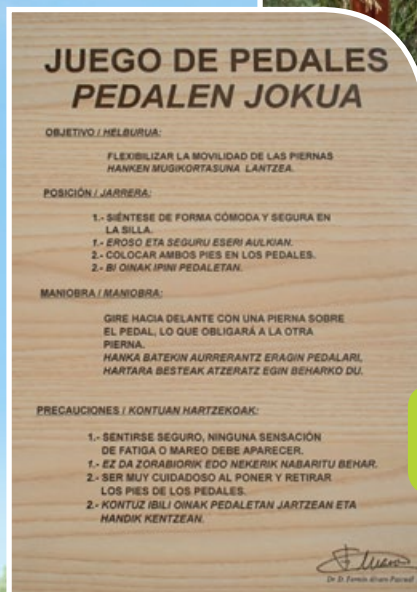 JUEGO DE PEDALES
PEDALEN JOKUA
OBJETIVO / HELBURUA:
FLEXIBILIZAR LA MOVILIDAD DE LAS PIERNAS
HANKEN MUGIKORTASUNA LANTZEA.
POSICIÓN / JARRERA:
1.- SIÉNTESE DE FORMA CÓMODA Y SEGURA EN
LA SILLA.
1.- EROSO ETA SEGURU ESERI AULKIAN.
2.- COLOCAR AMBOS PIES EN LOS PEDALES.
2.- BI OINAK IPINI PEDALETAN.
MANIOBRA / MANIOBRA:
GIRE HACIA DELANTE CON UNA PIERNA SOBRE
EL PEDAL, LO QUE OBLIGARÁ A LA OTRA
PIERNA.
HANKA BATEKIN AURRERANTZ ERAGIN PEDALARI,
HARTARA BESTEAK ATZERATZ EGIN BEHARKO DU.
PRECAUCIONES / KONTUAN HARTZEKOAK:
1.- SENTIRSE SEGURO, NINGUNA SENSACIÓN
DE FATIGA O MAREO DEBE APARECER.
1.- EZ DA ZORABIORIK EDO NEKERIK NABARITU BEHAR.
2.- SER MUY CUIDADOSO AL PONER Y RETIRAR
LOS PIES DE LOS PEDALES.
2.- KONTUZ IBILI OINAK PEDALETAN JARTZEAN ETA
HANDIK KENTZEAN.
Dr. D. Fermín Pascual